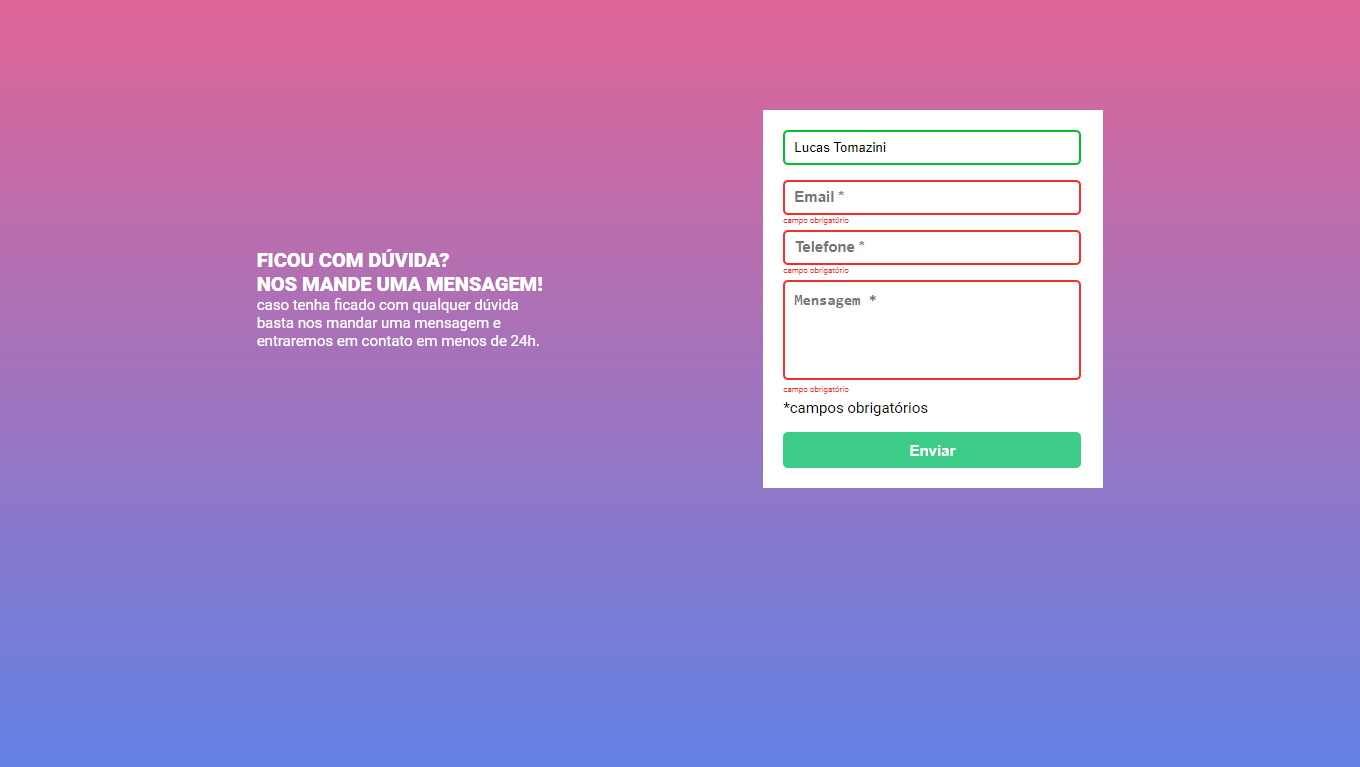 FICOU COM DÚVIDA?
NOS MANDE UMA MENSAGEM!
caso tenha ficado com qualquer dúvida
basta nos mandar uma mensagem e
entraremos em contato em menos de 24h.
Lucas Tomazini
Email *
campo obrigatório
Telefone *
campo obrigatório
Mensagem *
campo obrigatório
*campos obrigatórios
Enviar